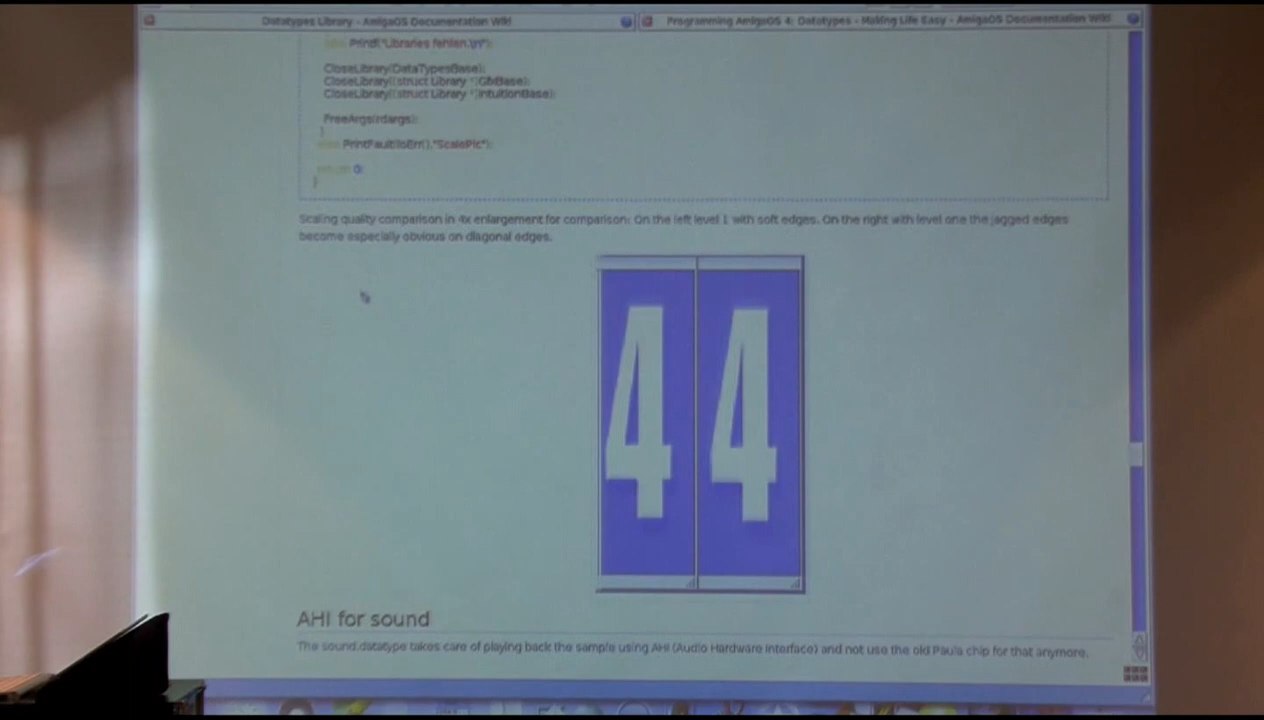 Datatypes Library - AmigaOS Documentation Wiki
Programming AmigaOS 4: Datatypes - Making Life Easy - AmigaOS Documentation Wiki
Printf("Libraries fehlen.\n");
CloseLibrary(DataTypesBase);
CloseLibrary((struct Library *)GfxBase);
CloseLibrary((struct Library *)IntuitionBase);
FreeArgs(rdargs);
}
PrintFault(IoErr(),"ScalePic");
return 0;
}
Scaling quality comparison in 4x enlargement for comparison: On the left level 1 with soft edges. On the right with level one the jagged edges
become especially obvious on diagonal edges.
4 4
AHI for sound
The sound.datatype takes care of playing back the sample using AHI (Audio Hardware Interface) and not use the old Paula chip for that anymore.